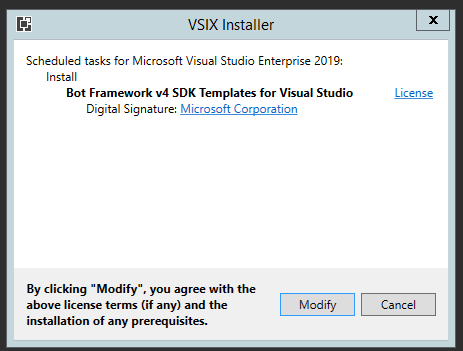 VSIX Installer
x
Scheduled tasks for Microsoft Visual Studio Enterprise 2019:
Install
Bot Framework v4 SDK Templates for Visual Studio License
Digital Signature: Microsoft Corporation
By clicking "Modify", you agree with the
above license terms (if any) and the
installation of any prerequisites.
Modify Cancel